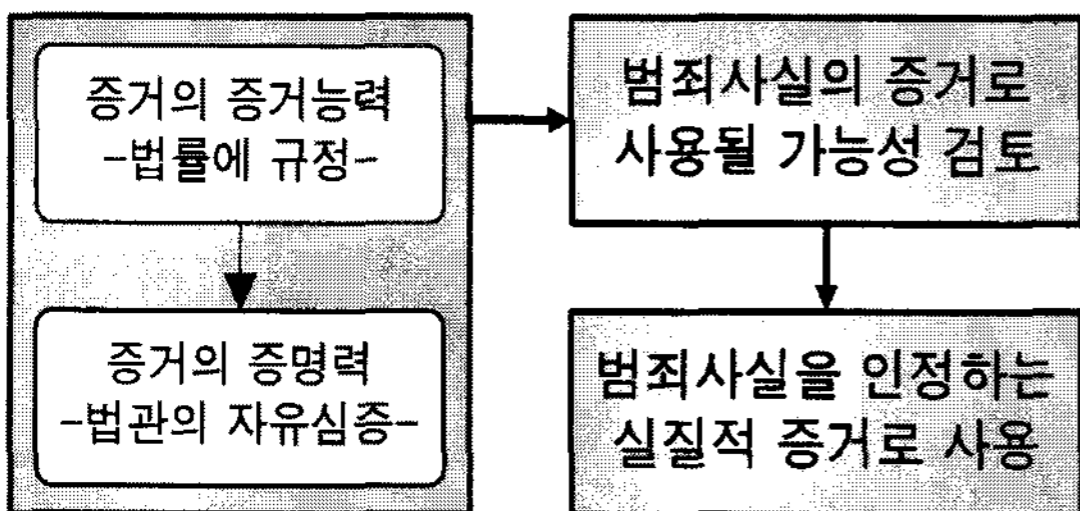 증거의 증거능력
-법률에 규정-
증거의 증명력
-법관의 자유심증-
범죄사실의 증거로
사용될 가능성 검토
범죄사실을 인정하는
실질적 증거로 사용